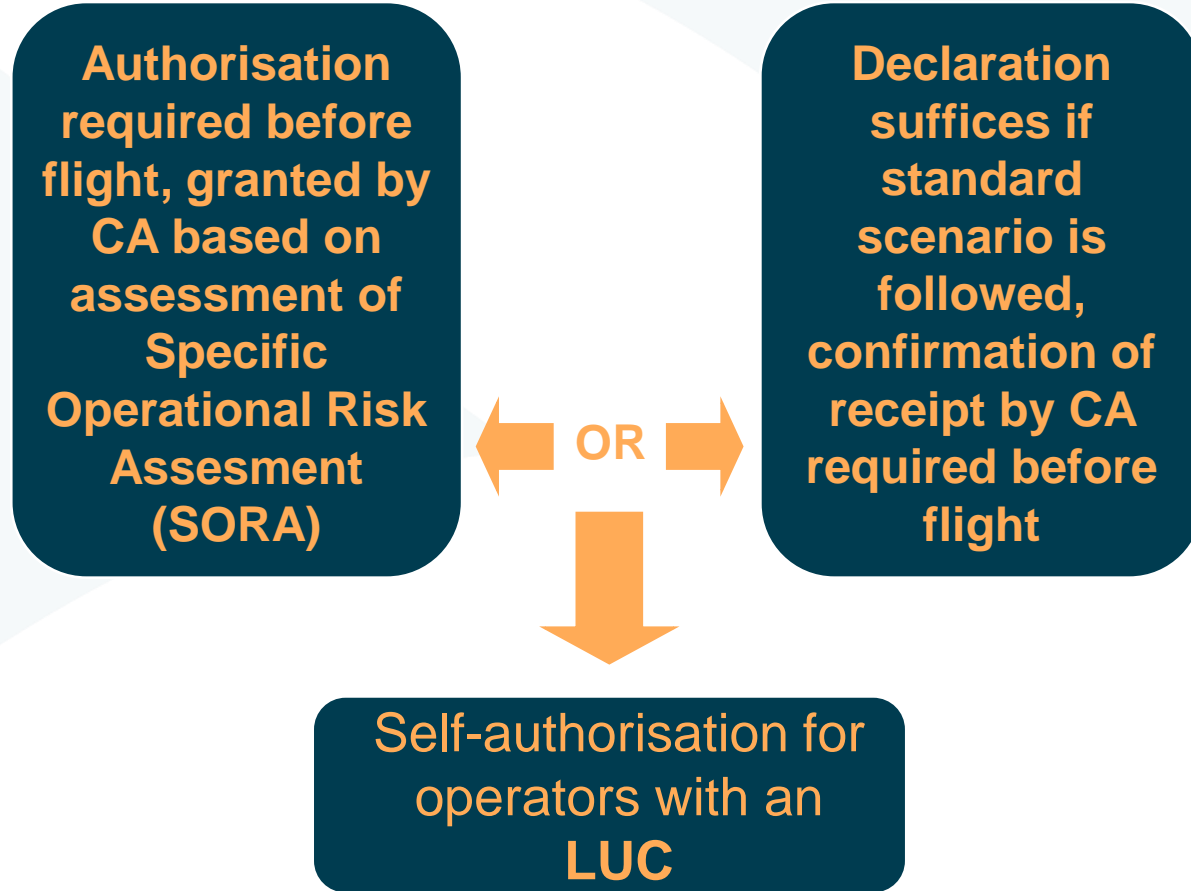 Authorisation
required before
flight, granted by
CA based on
assessment of
Specific
Operational Risk
Assesment
(SORA)
OR
Declaration
suffices if
standard
scenario is
followed,
confirmation of
receipt by CA
required before
flight
Self-authorisation for
operators with an
LUC